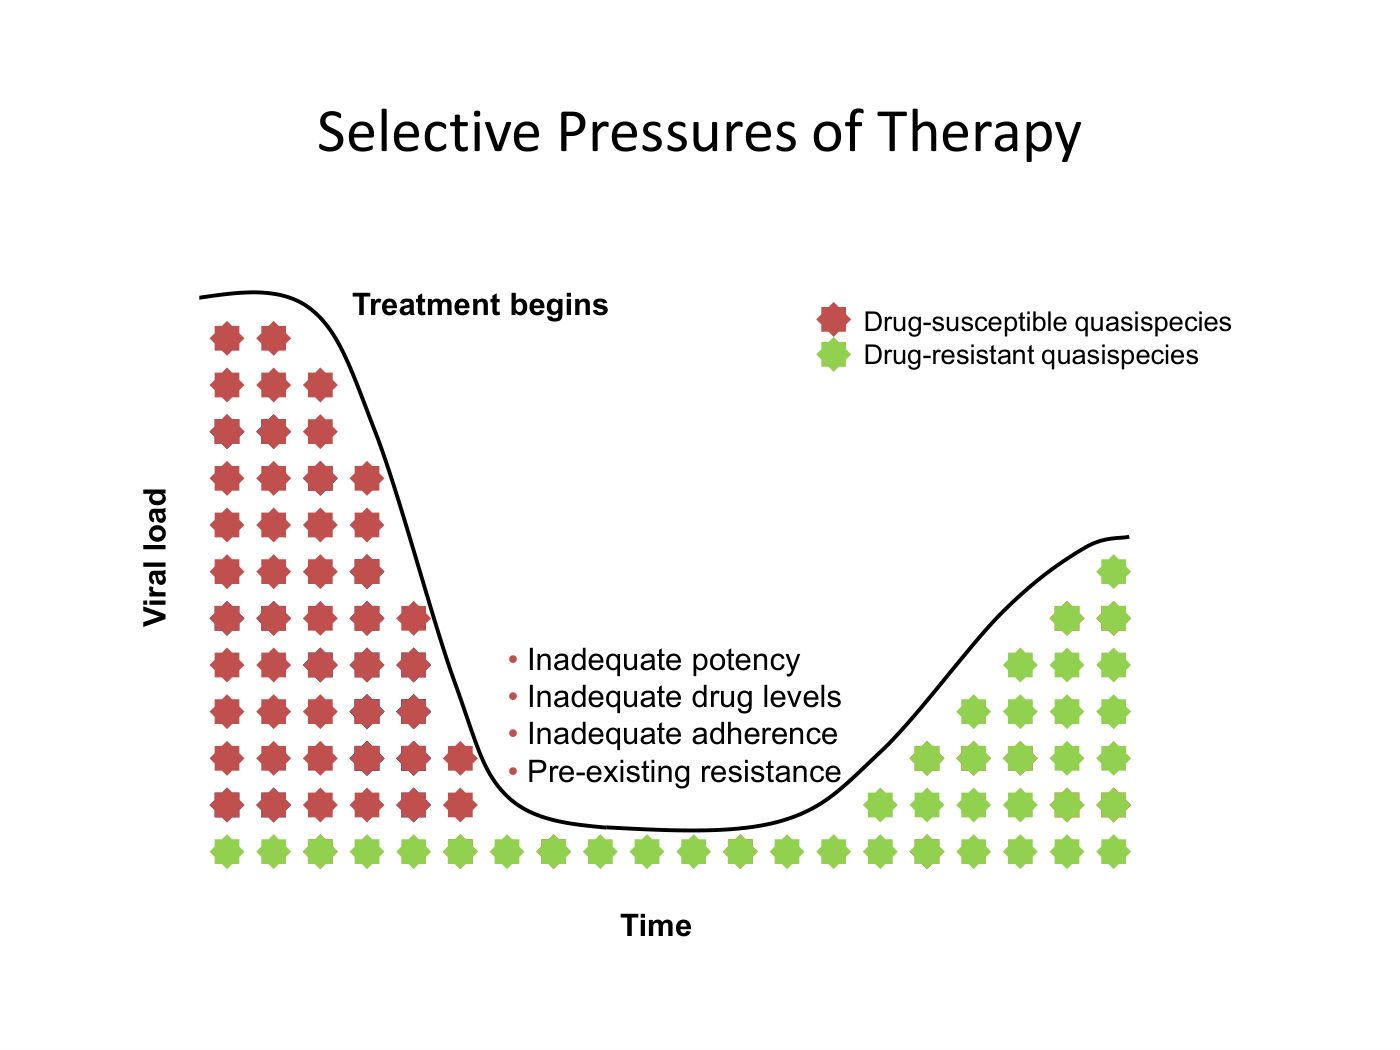 Selective Pressures of Therapy
Treatment begins
Drug-susceptible quasispecies
Drug-resistant quasispecies
Viral load
• Inadequate potency
• Inadequate drug levels
• Inadequate adherence
• Pre-existing resistance
Time